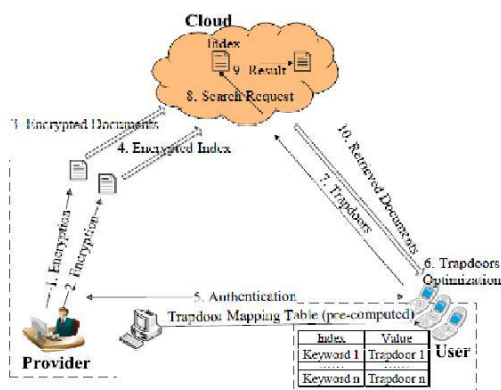 Cloud
Index
9. Result
8. Search Request
3. Encrypted Documents
4. Encrypted Index
10. Retrieved Documents
7. Trapdoors
1. Encryption
2. Encryption
6. Trapdoors
Optimization
5. Authentication
Trapdoor Mapping Table (pre-computed)
Provider
User
Index Value
Keyword 1 Trapdoor 1
...... ......
Keyword n Trapdoor n